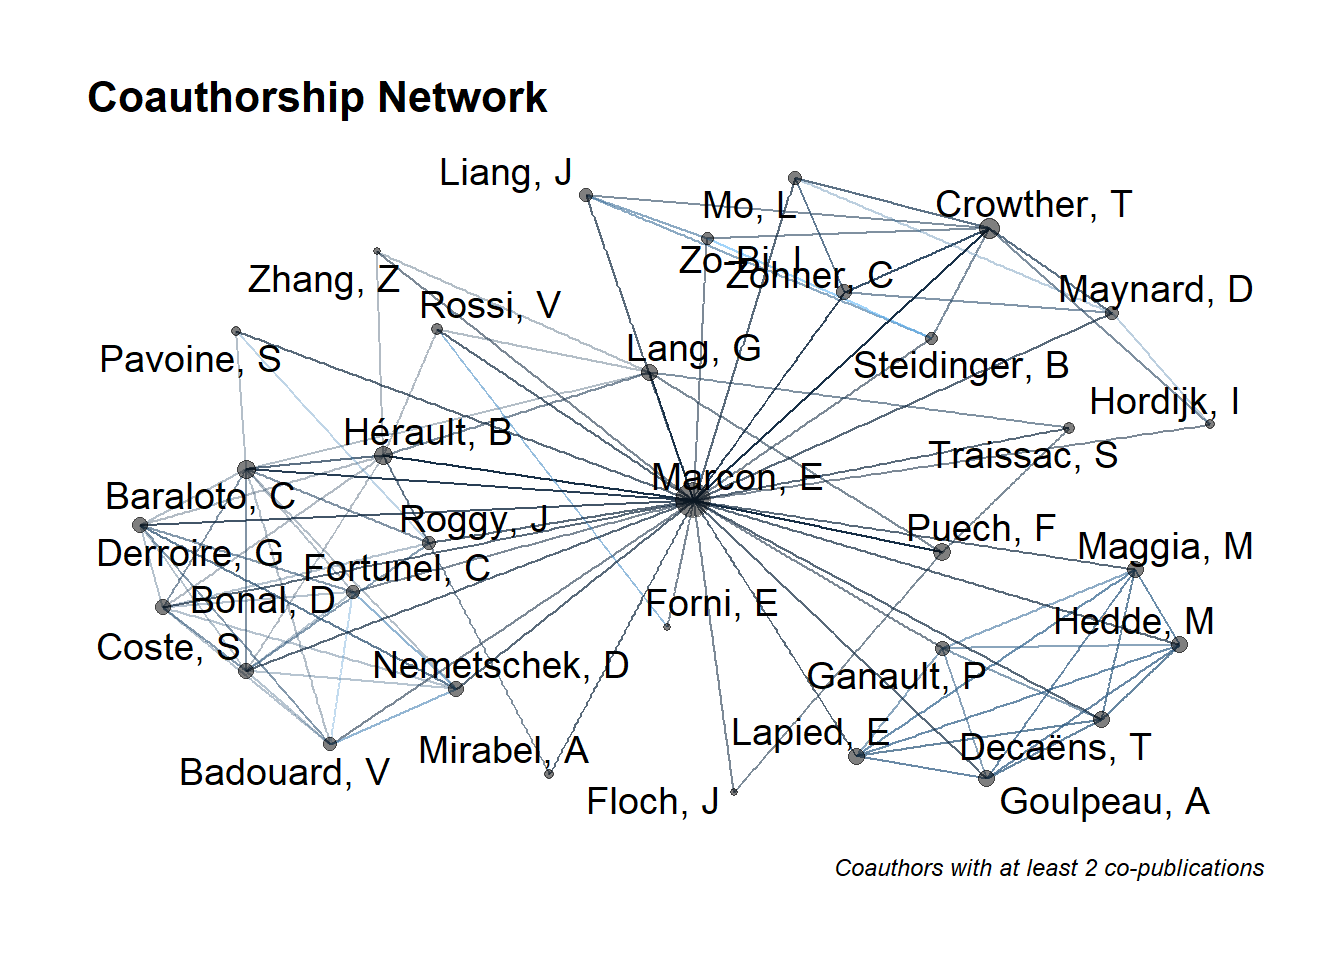 Coauthorship Network
Liang, J
Mo, L
Crowther, T
Zo-Bi, I
Zohner, C
Zhang, Z
Rossi, V
Maynard, D
Pavoine, S
Lang, G
Steidinger, B
Hordijk, I
Hérault, B
Traissac, S
Marcon, E
Baraloto, C
Roggy, J
Puech, F
Maggia, M
Derroire, G
Fortunel, C
Bonal, D
Forni, E
Hedde, M
Coste, S
Nemetschek, D
Ganault, P
Lapied, E
Decaëns, T
Mirabel, A
Badouard, V
Floch, J
Goulpeau, A
Coauthors with at least 2 co-publications